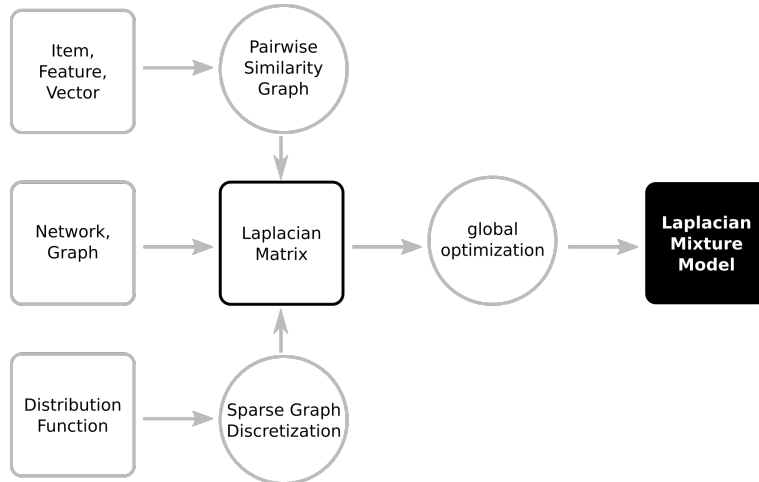 Item,
Feature,
Vector
Pairwise
Similarity
Graph
Network,
Graph
Laplacian
Matrix
global
optimization
Laplacian
Mixture
Model
Distribution
Function
Sparse Graph
Discretization